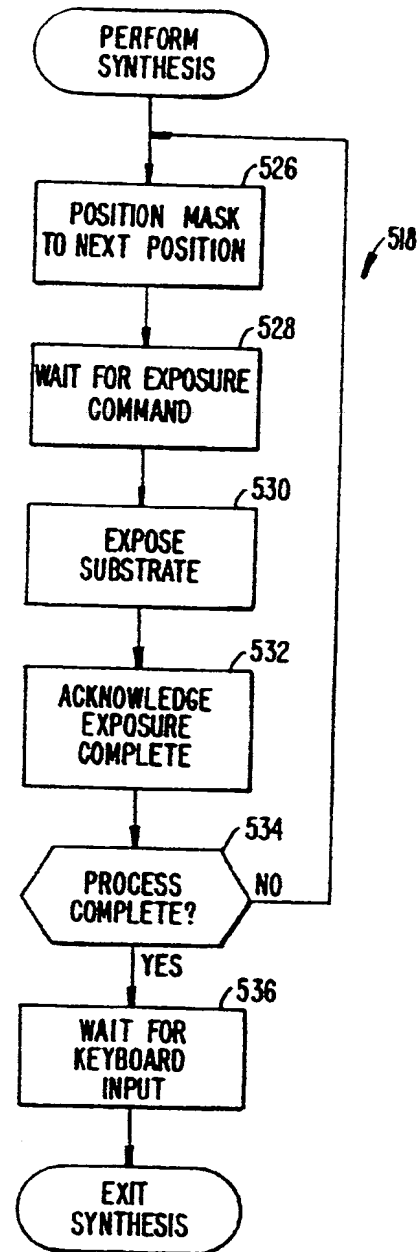 PERFORM
SYNTHESIS
526
POSITION MASK
TO NEXT POSITION
518
528
WAIT FOR EXPOSURE
COMMAND
530
EXPOSE
SUBSTRATE
532
ACKNOWLEDGE
EXPOSURE
COMPLETE
534
PROCESS
COMPLETE?
NO
YES
536
WAIT FOR
KEYBOARD
INPUT
EXIT
SYNTHESIS